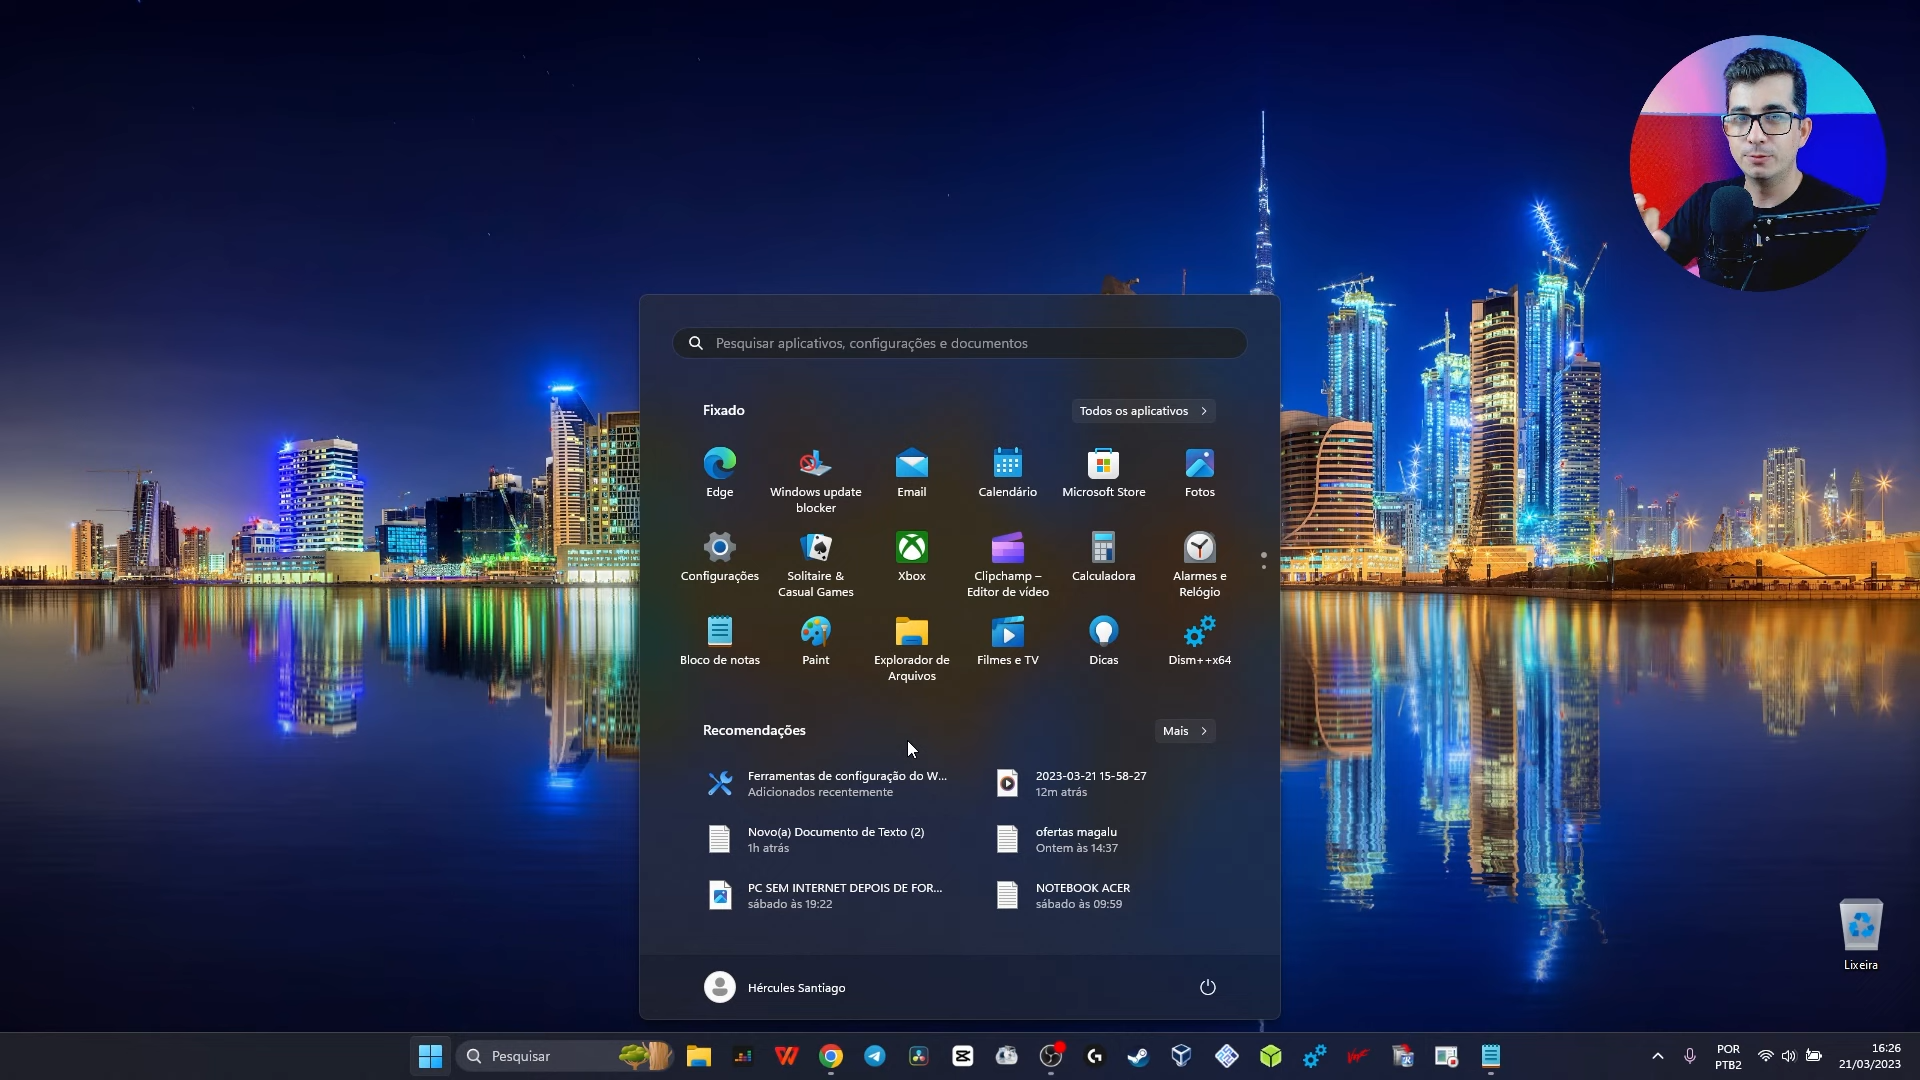 Pesquisar aplicativos, configurações e documentos
Fixado
Todos os aplicativos
Edge
Windows update
blocker
Email
Calendário
Microsoft Store
Fotos
Configurações
Solitaire &
Casual Games
Xbox
Clipchamp –
Editor de vídeo
Calculadora
Alarmes e
Relógio
Bloco de notas
Paint
Explorador de
Arquivos
Filmes e TV
Dicas
Dism++x64
Recomendações
Mais
Ferramentas de configuração do W...
Adicionados recentemente
2023-03-21 15-58-27
12m atrás
Novo(a) Documento de Texto (2)
1h atrás
ofertas magalu
Ontem às 14:37
PC SEM INTERNET DEPOIS DE FOR...
sábado às 19:22
NOTEBOOK ACER
sábado às 09:59
Hércules Santiago
Lixeira
Pesquisar
POR
PTB2
16:26
21/03/2023